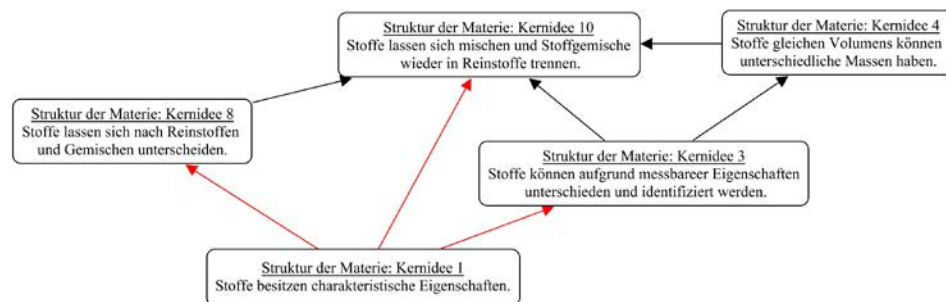 Struktur der Materie: Kernidee 10
Stoffe lassen sich mischen und Stoffgemische
wieder in Reinstoffe trennen.
Struktur der Materie: Kernidee 4
Stoffe gleichen Volumens können
unterschiedliche Massen haben.
Struktur der Materie: Kernidee 8
Stoffe lassen sich nach Reinstoffen
und Gemischen unterscheiden.
Struktur der Materie: Kernidee 3
Stoffe können aufgrund messbareer Eigenschaften
unterschieden und identifiziert werden.
Struktur der Materie: Kernidee 1
Stoffe besitzen charakteristische Eigenschaften.